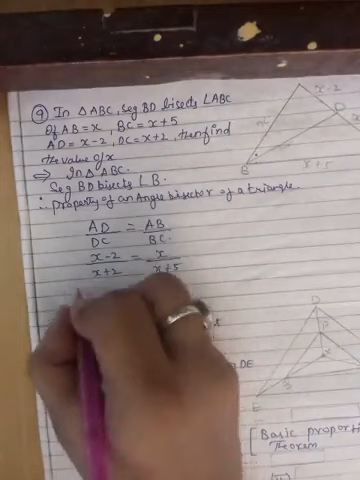 9 In △ABC, seg BD bisects ∠ABC
If AB = x, BC = x+5
AD = x-2, DC = x+2, then find
the value of x
⇒ In △ABC.
Seg BD bisects ∠B.
∴ Property of an Angle bisector of a triangle.
AD/DC = AB/BC.
x-2/x+2 = x/x+5
x-2
D
x
x+5
B
D
P
X
E
DE
[Basic proporti
Theorem